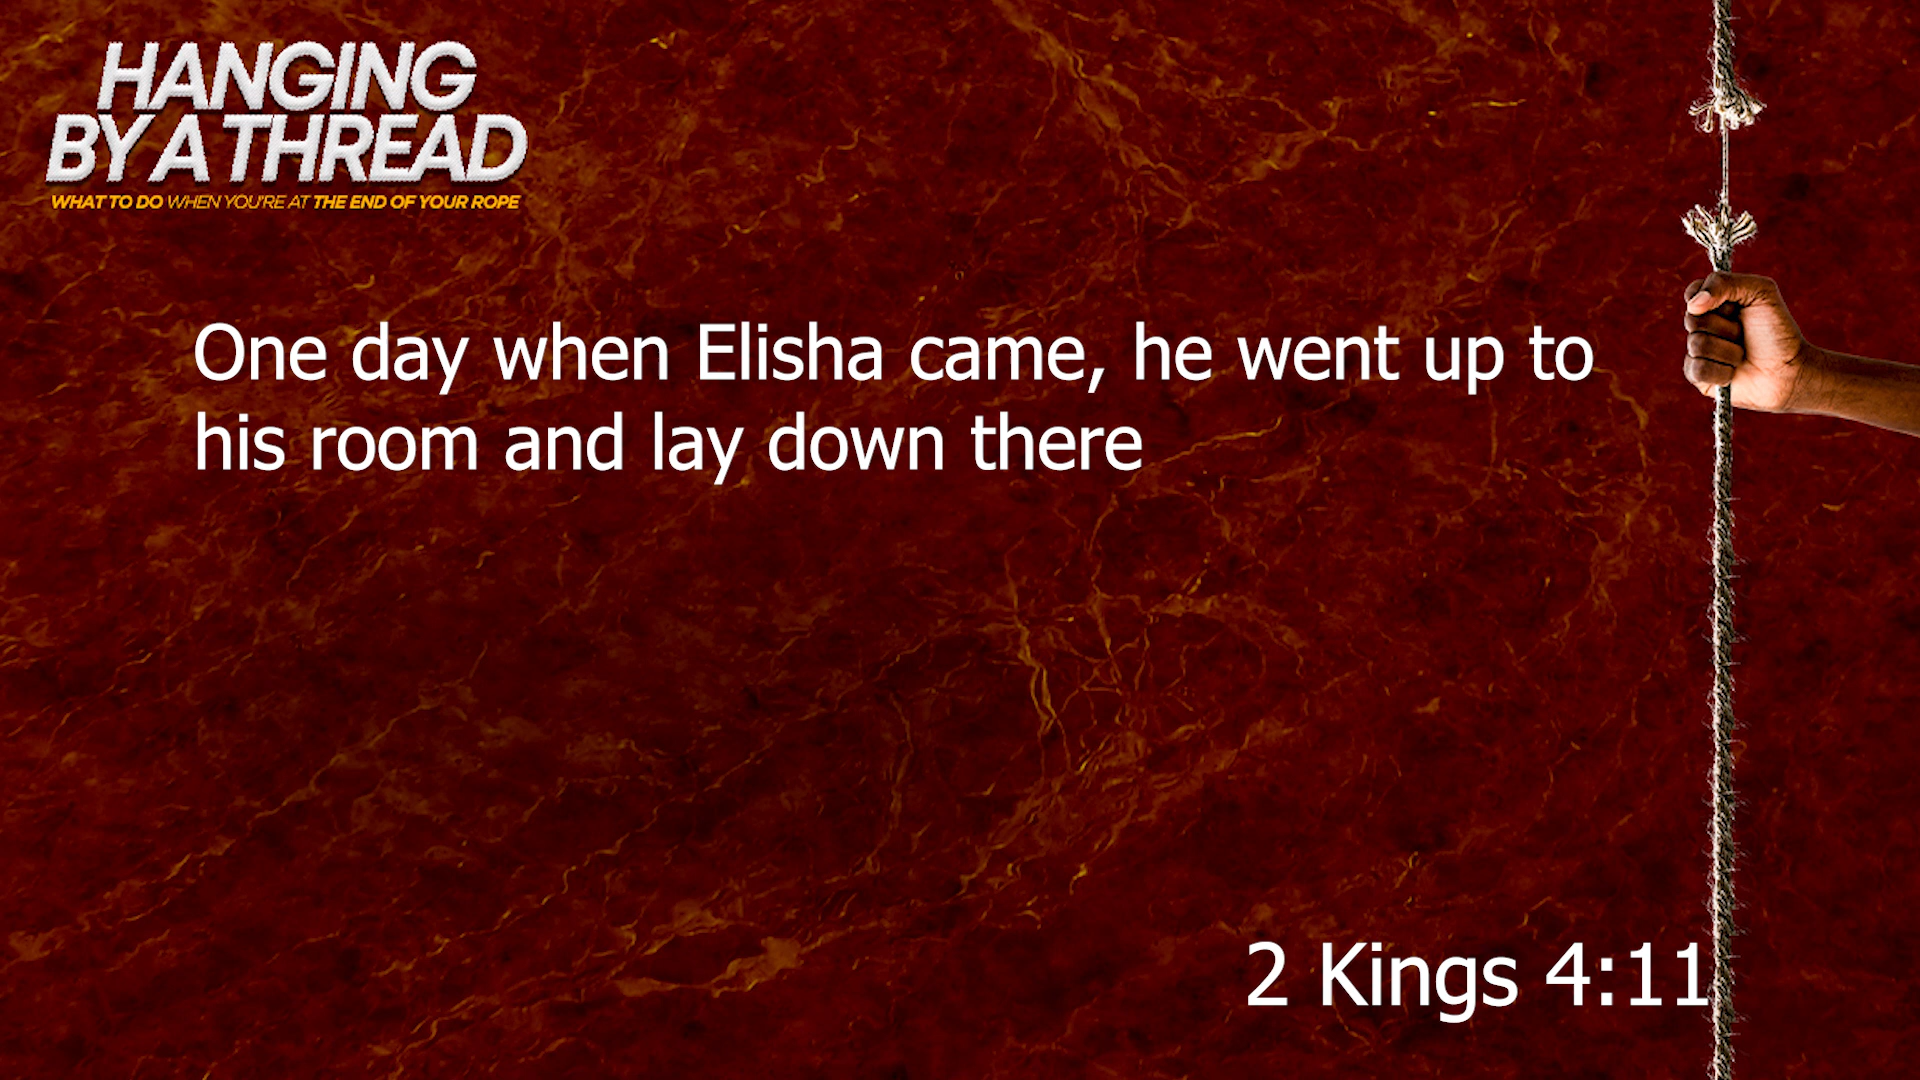 HANGING
BY A THREAD
WHAT TO DO WHEN YOU'RE AT THE END OF YOUR ROPE
One day when Elisha came, he went up to
his room and lay down there
2 Kings 4:11